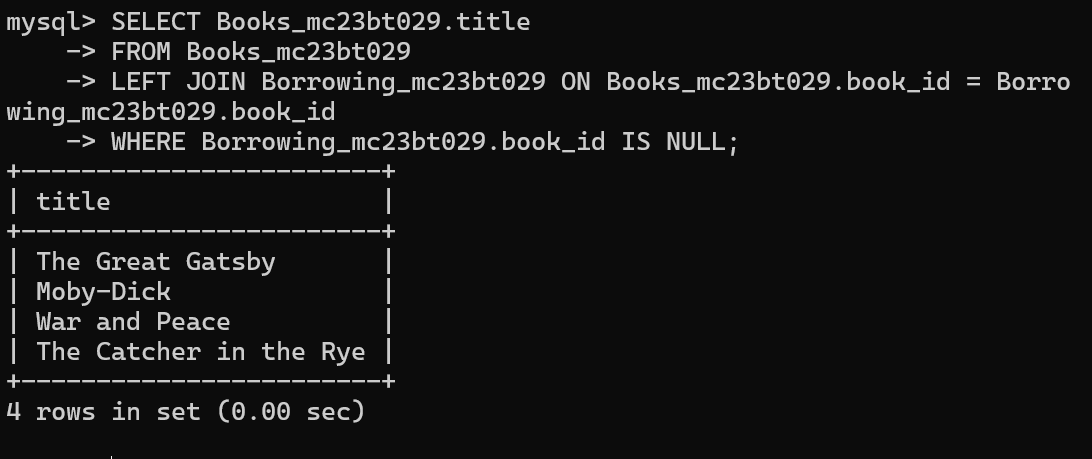 mysql> SELECT Books_mc23bt029.title
    -> FROM Books_mc23bt029
    -> LEFT JOIN Borrowing_mc23bt029 ON Books_mc23bt029.book_id = Borro
wing_mc23bt029.book_id
    -> WHERE Borrowing_mc23bt029.book_id IS NULL;
+------------------------+
| title                  |
+------------------------+
| The Great Gatsby       |
| Moby-Dick              |
| War and Peace          |
| The Catcher in the Rye |
+------------------------+
4 rows in set (0.00 sec)